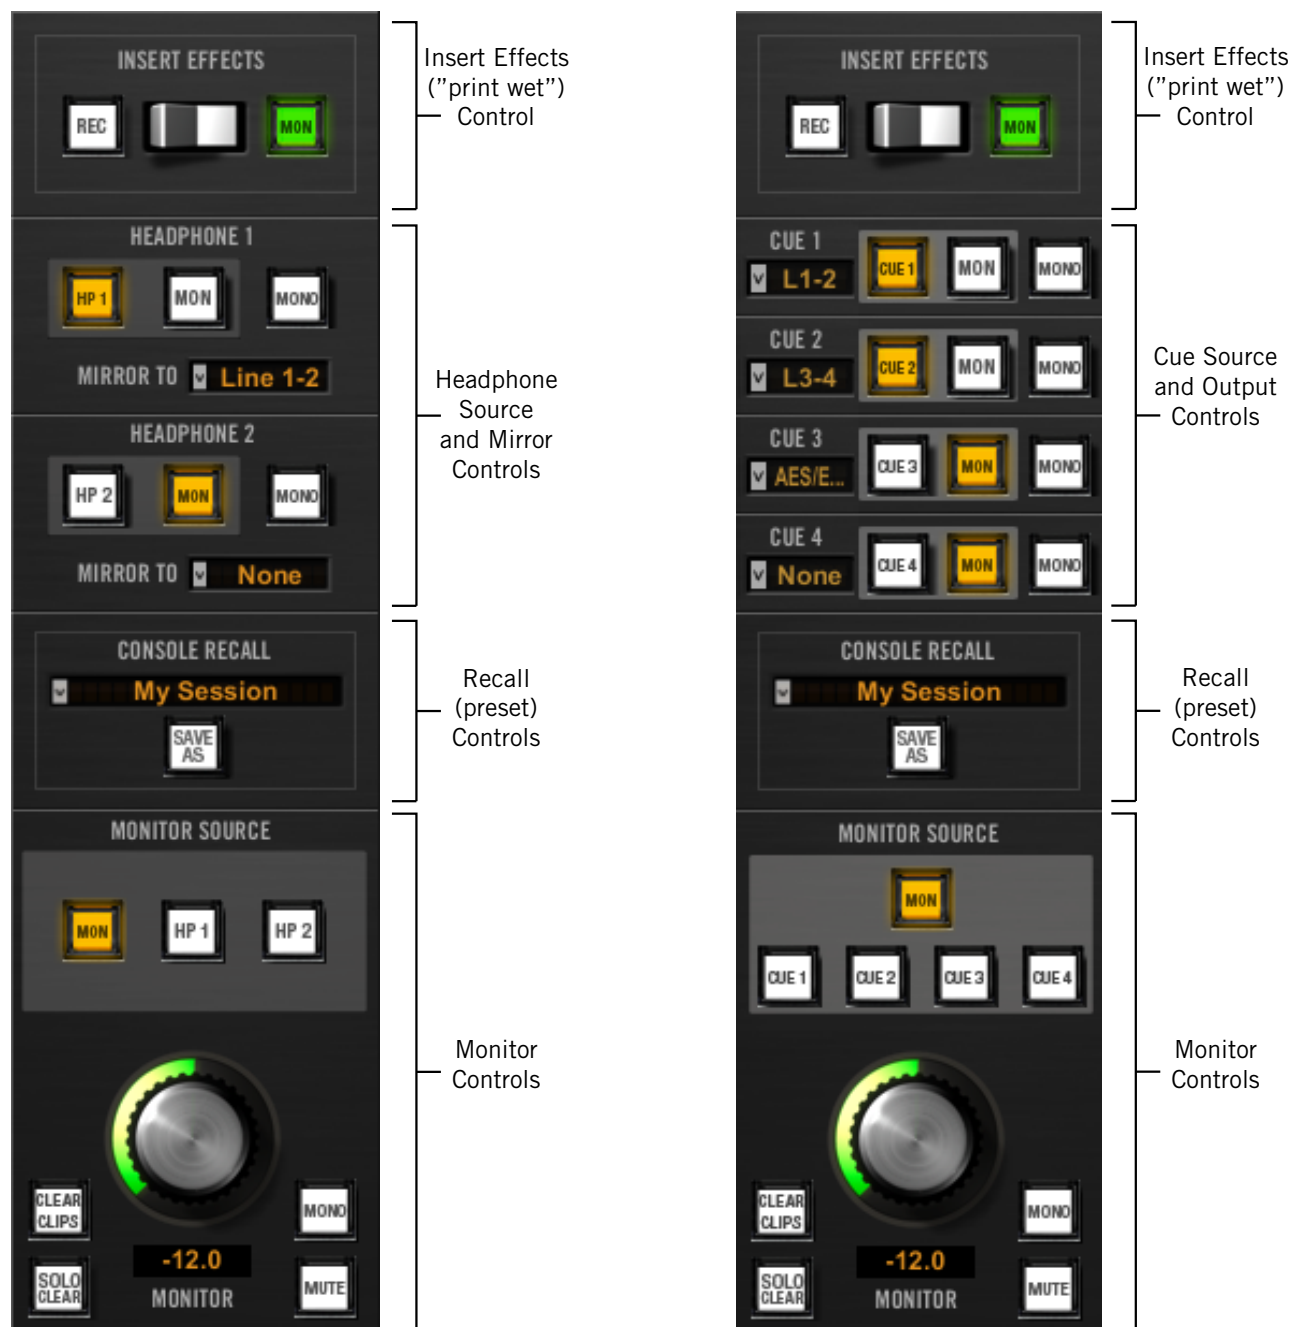 INSERT EFFECTS
REC
MON
Insert Effects
("print wet")
Control
HEADPHONE 1
HP 1
MON
MONO
MIRROR TO
Line 1-2
HEADPHONE 2
HP 2
MON
MONO
MIRROR TO
None
Headphone
Source
and Mirror
Controls
CONSOLE RECALL
My Session
SAVE
AS
Recall
(preset)
Controls
MONITOR SOURCE
MON
HP 1
HP 2
CLEAR
CLIPS
MONO
-12.0
SOLO
CLEAR
MONITOR
MUTE
Monitor
Controls
INSERT EFFECTS
REC
MON
Insert Effects
("print wet")
Control
CUE 1
L1-2
CUE 1
MON
MONO
CUE 2
L3-4
CUE 2
MON
MONO
CUE 3
AES/E...
CUE 3
MON
MONO
CUE 4
None
CUE 4
MON
MONO
Cue Source
and Output
Controls
CONSOLE RECALL
My Session
SAVE
AS
Recall
(preset)
Controls
MONITOR SOURCE
MON
CUE 1
CUE 2
CUE 3
CUE 4
CLEAR
CLIPS
MONO
-12.0
SOLO
CLEAR
MONITOR
MUTE
Monitor
Controls